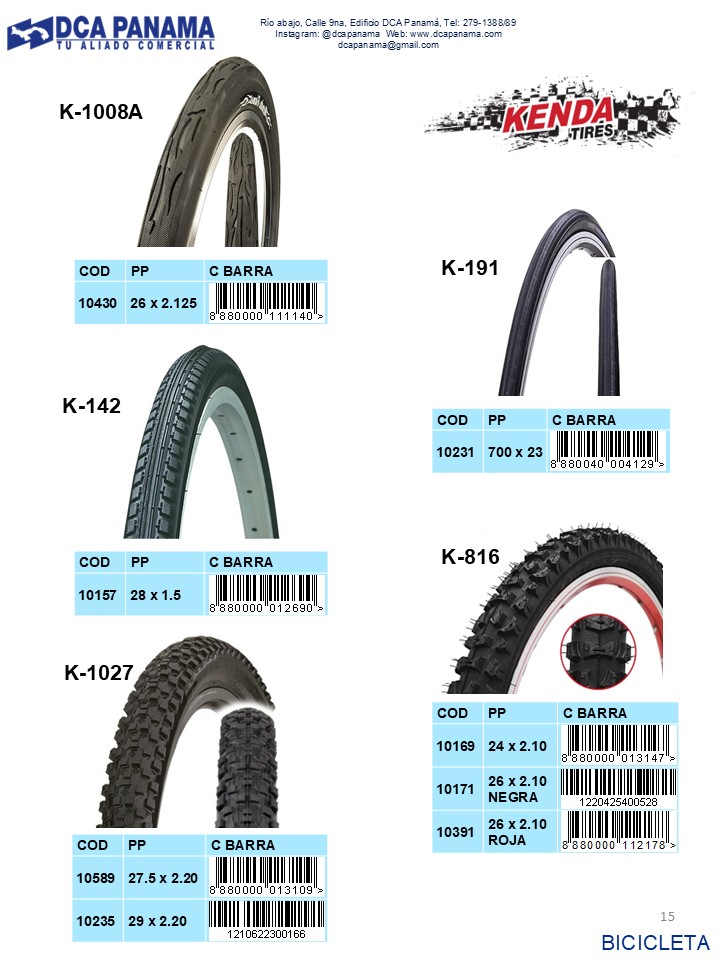 DCA PANAMA
TU ALIADO COMERCIAL
Río abajo, Calle 9na, Edificio DCA Panamá, Tel: 279-1388/89
Instagram: @dcapanama Web: www.dcapanama.com
dcapanama@gmail.com
KENDA
TIRES
K-1008A
COD PP C BARRA
10430 26 x 2.125
8 880000 111140 >
K-142
COD PP C BARRA
10157 28 x 1.5
8 880000 012690 >
K-1027
COD PP C BARRA
10589 27.5 x 2.20
8 880000 013109 >
10235 29 x 2.20
1210622300166
K-191
COD PP C BARRA
10231 700 x 23
8 880040 004129 >
K-816
COD PP C BARRA
10169 24 x 2.10
8 880000 013147 >
10171 26 x 2.10
NEGRA
1220425400528
10391 26 x 2.10
ROJA
8 880000 112178 >
15
BICICLETA